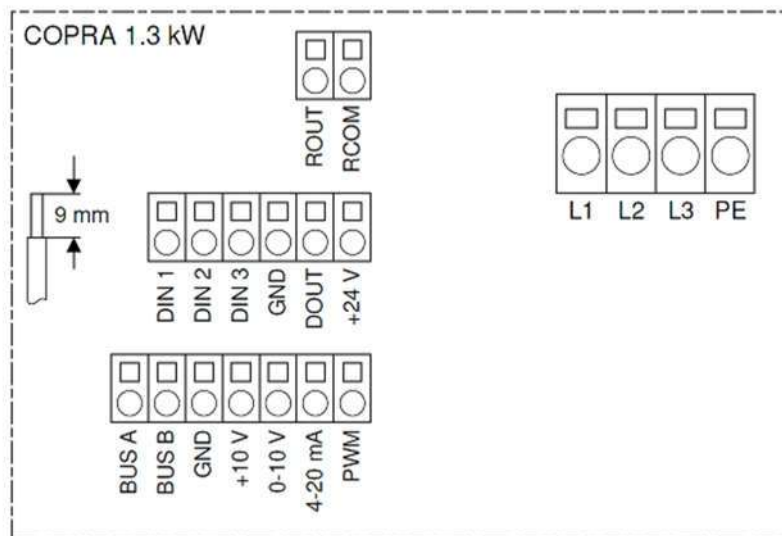 COPRA 1.3 kW
ROUT RCOM
L1 L2 L3 PE
9 mm
DIN 1 DIN 2 DIN 3 GND DOUT +24 V
BUS A BUS B GND +10 V 0-10 V 4-20 mA PWM